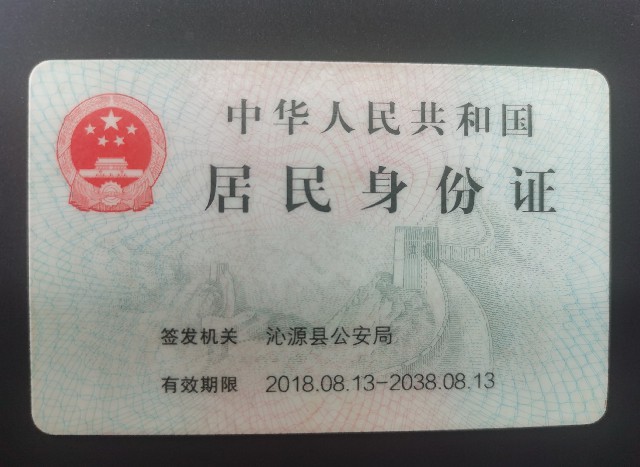 中华人民共和国
居民身份证
签发机关 沁源县公安局
有效期限 2018.08.13-2038.08.13